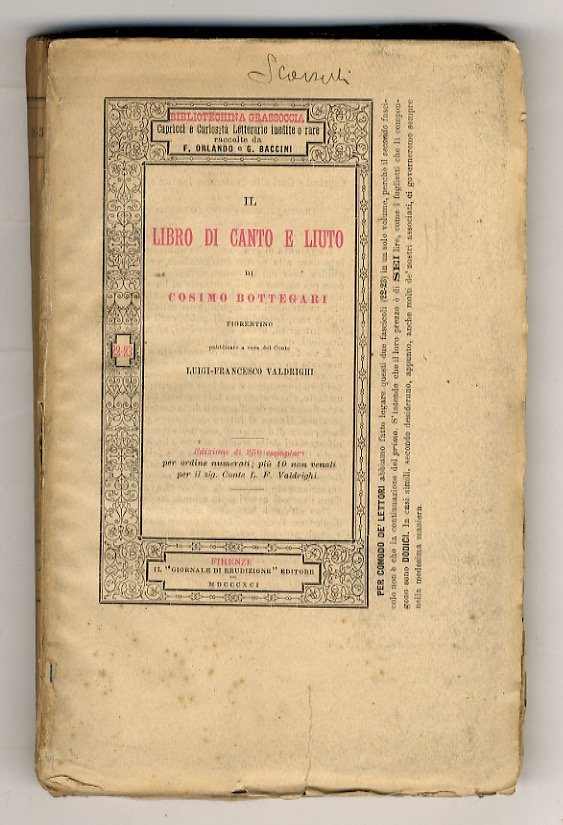 BIBLIOTECHINA GRASSOCCIA
Capricci e Curiosità Letterarie inedite o rare
raccolte da
F. ORLANDO e G. BACCINI
IL
LIBRO DI CANTO E LIUTO
DI
COSIMO BOTTEGARI
FIORENTINO
pubblicato a cura del Conte
LUIGI-FRANCESCO VALDRIGHI
22-23
Edizione di 250 esemplari
per ordine numerati; più 10 non venali
per il sig. Conte L. F. Valdrighi.
FIRENZE
IL "GIORNALE DI ERUDIZIONE" EDITORE
MDCCCXCI
PER COMODO DE' LETTORI abbiamo fatto legare questi due fascicoli (22-23) in un solo volume, perchè il secondo fasci-
colo non è che la continuazione del primo. S'intende che il loro prezzo è di SEI lire, come i foglietti che li compon-
gono sono DODICI. In casi simili, secondo desiderano, appunto, anche molti de' nostri associati, ci governeremo sempre
nella medesima maniera.